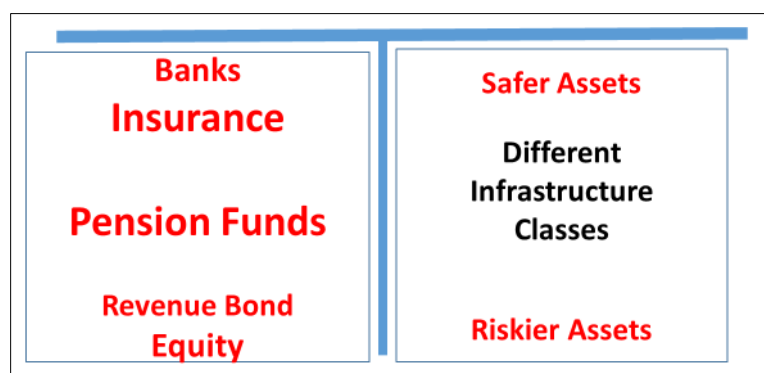 Banks
Insurance
Pension Funds
Revenue Bond
Equity
Safer Assets
Different
Infrastructure
Classes
Riskier Assets